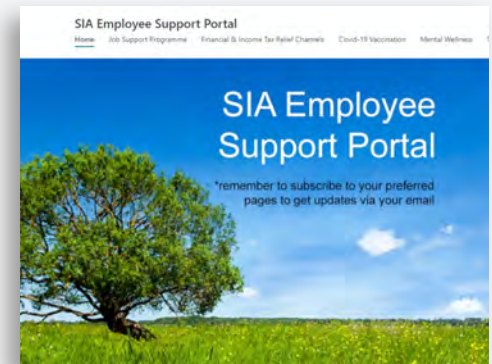 SIA Employee Support Portal
Home Job Support Programme Financial & Income Tax Relief Channels Covid-19 Vaccination Mental Wellness
SIA Employee
Support Portal
*remember to subscribe to your preferred
pages to get updates via your email